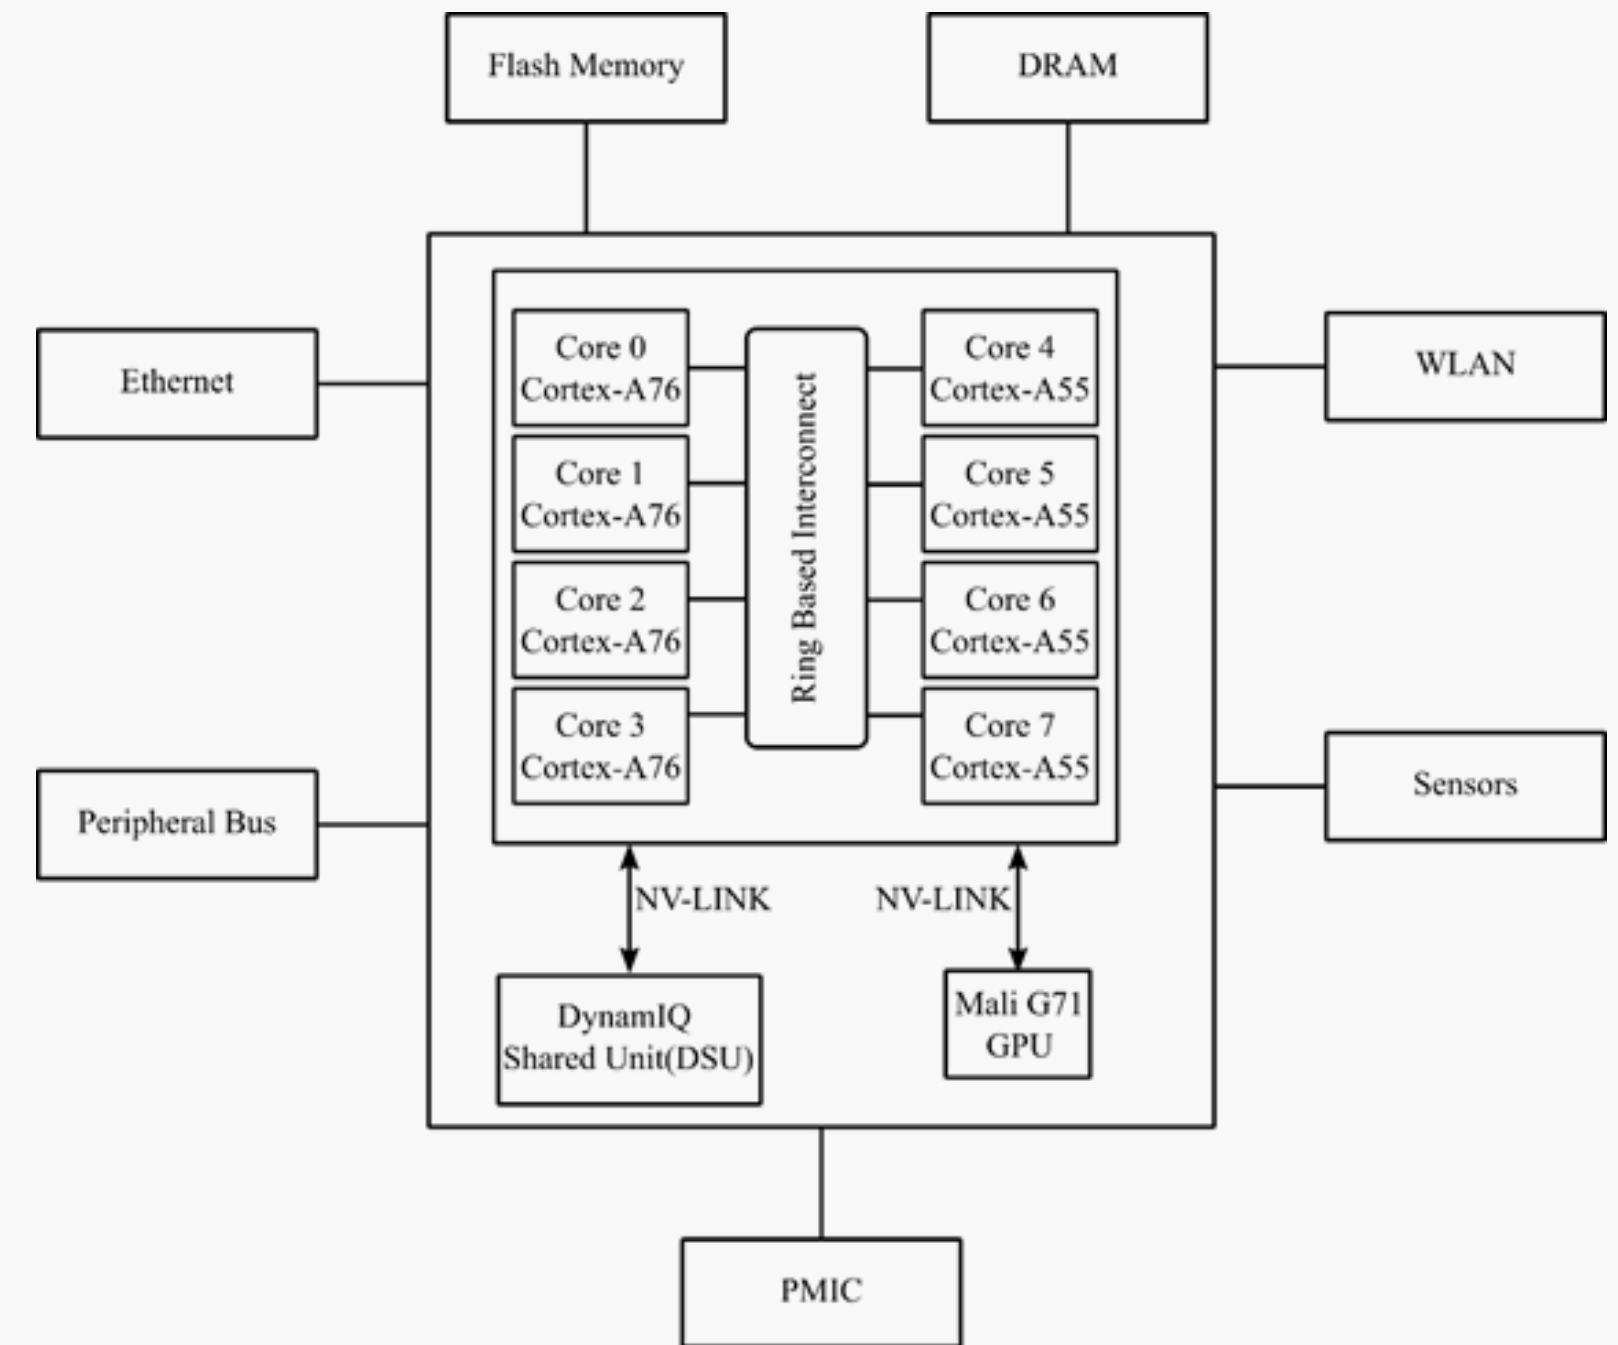 Flash Memory
DRAM
Ethernet
WLAN
Core 0
Cortex-A76
Core 4
Cortex-A55
Core 1
Cortex-A76
Core 5
Cortex-A55
Ring Based Interconnect
Core 2
Cortex-A76
Core 6
Cortex-A55
Core 3
Cortex-A76
Core 7
Cortex-A55
Peripheral Bus
Sensors
NV-LINK
NV-LINK
DynamIQ
Shared Unit(DSU)
Mali G71
GPU
PMIC